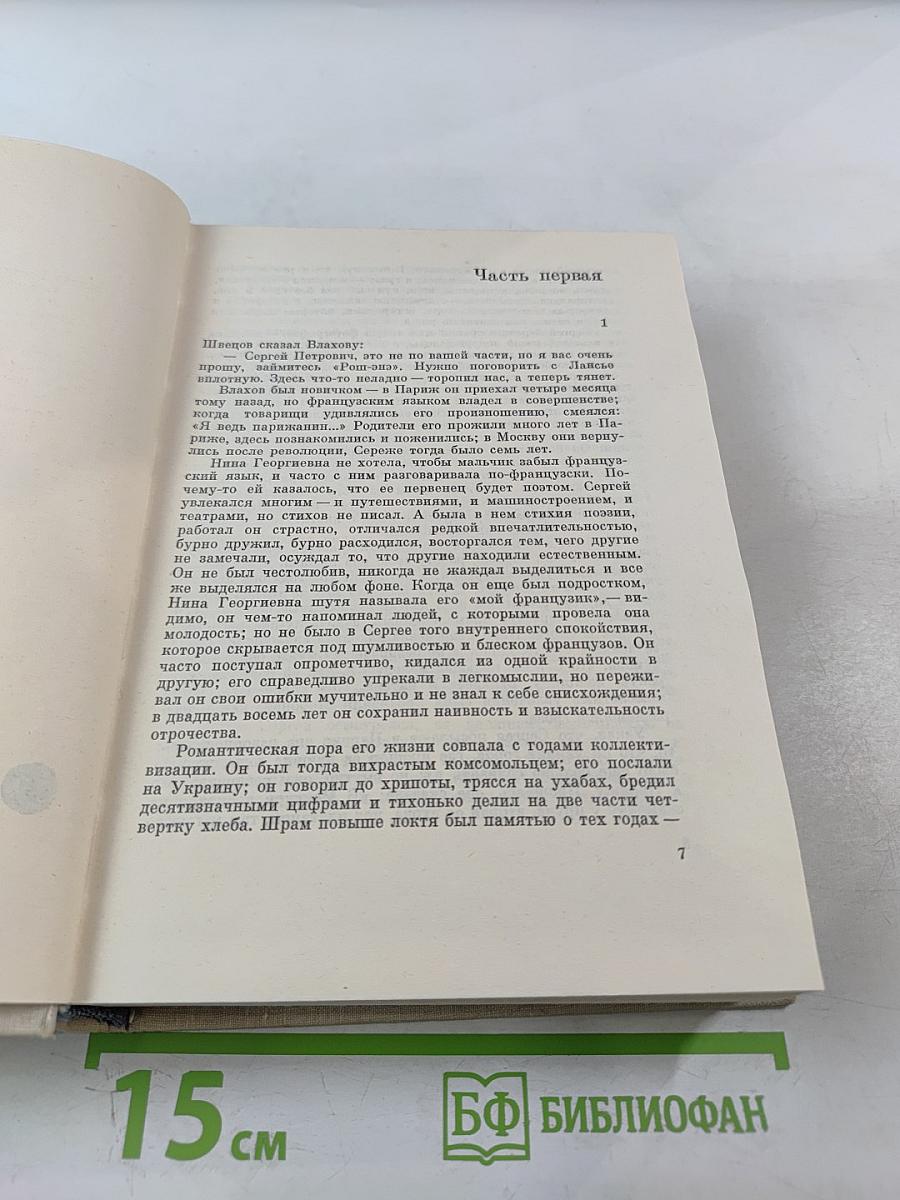 Часть первая
1
Швецов сказал Влахову:
— Сергей Петрович, это не по вашей части, но я вас очень
прошу, займитесь «Рош-энэ». Нужно поговорить с Лансье
вплотную. Здесь что-то неладно — торопил нас, а теперь тянет.
Влахов был новичком — в Париж он приехал четыре месяца
тому назад, но французским языком владел в совершенстве;
когда товарищи удивлялись его произношению, смеялся:
«Я ведь парижанин...» Родители его прожили много лет в Па-
риже, здесь познакомились и поженились; в Москву они верну-
лись после революции, Сереже тогда было семь лет.
Нина Георгиевна не хотела, чтобы мальчик забыл француз-
ский язык, и часто с ним разговаривала по-французски. По-
чему-то ей казалось, что ее первенец будет поэтом. Сергей
увлекался многим — и путешествиями, и машиностроением, и
театрами, но стихов не писал. А была в нем стихия поэзии,
работал он страстно, отличался редкой впечатлительностью,
бурно дружил, бурно расходился, восторгался тем, чего другие
не замечали, осуждал то, что другие находили естественным.
Он не был честолюбив, никогда не жаждал выделиться и все
же выделялся на любом фоне. Когда он еще был подростком,
Нина Георгиевна шутя называла его «мой французик»,— ви-
димо, он чем-то напоминал людей, с которыми провела она
молодость; но не было в Сергее того внутреннего спокойствия,
которое скрывается под шумливостью и блеском французов. Он
часто поступал опрометчиво, кидался из одной крайности в
другую; его справедливо упрекали в легкомыслии, но пережи-
вал он свои ошибки мучительно и не знал к себе снисхождения;
в двадцать восемь лет он сохранил наивность и взыскательность
отрочества.
Романтическая пора его жизни совпала с годами коллекти-
визации. Он был тогда вихрастым комсомольцем; его послали
на Украину; он говорил до хрипоты, трясся на ухабах, бредил
десятизначными цифрами и тихонько делил на две части чет-
вертку хлеба. Шрам повыше локтя был памятью о тех годах —
7
15 см
БФ БИБЛИОФАН